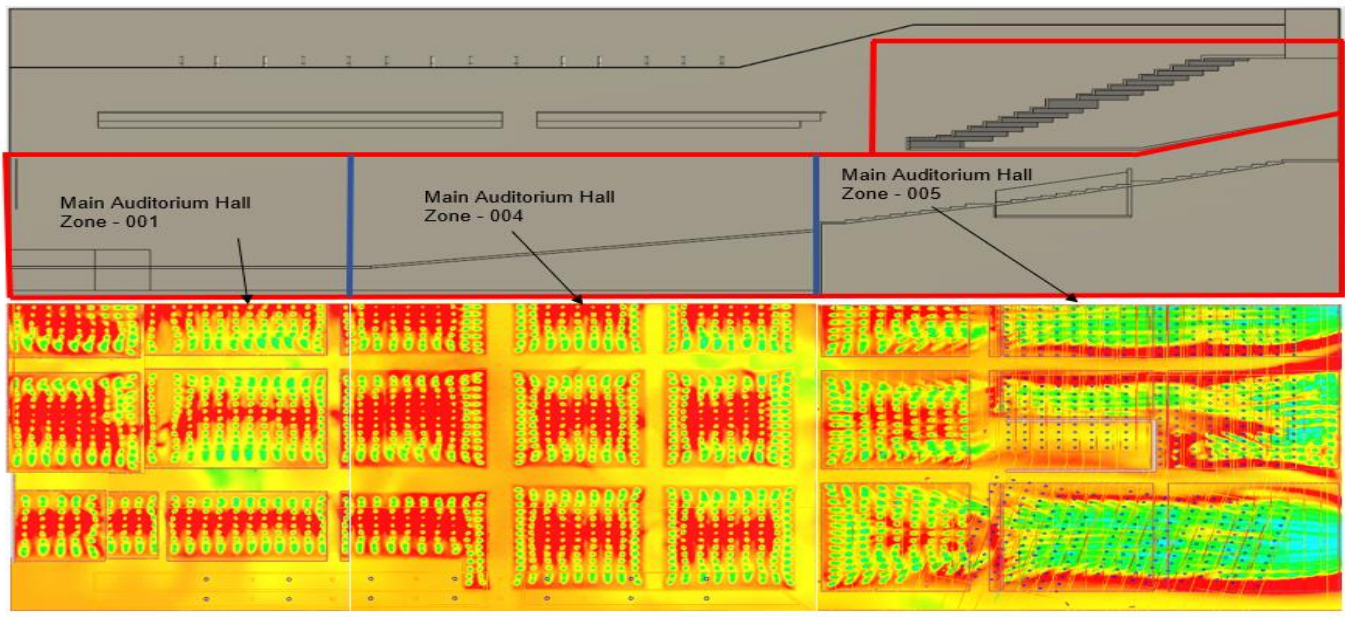 Main Auditorium Hall
Zone - 001
Main Auditorium Hall
Zone - 004
Main Auditorium Hall
Zone - 005